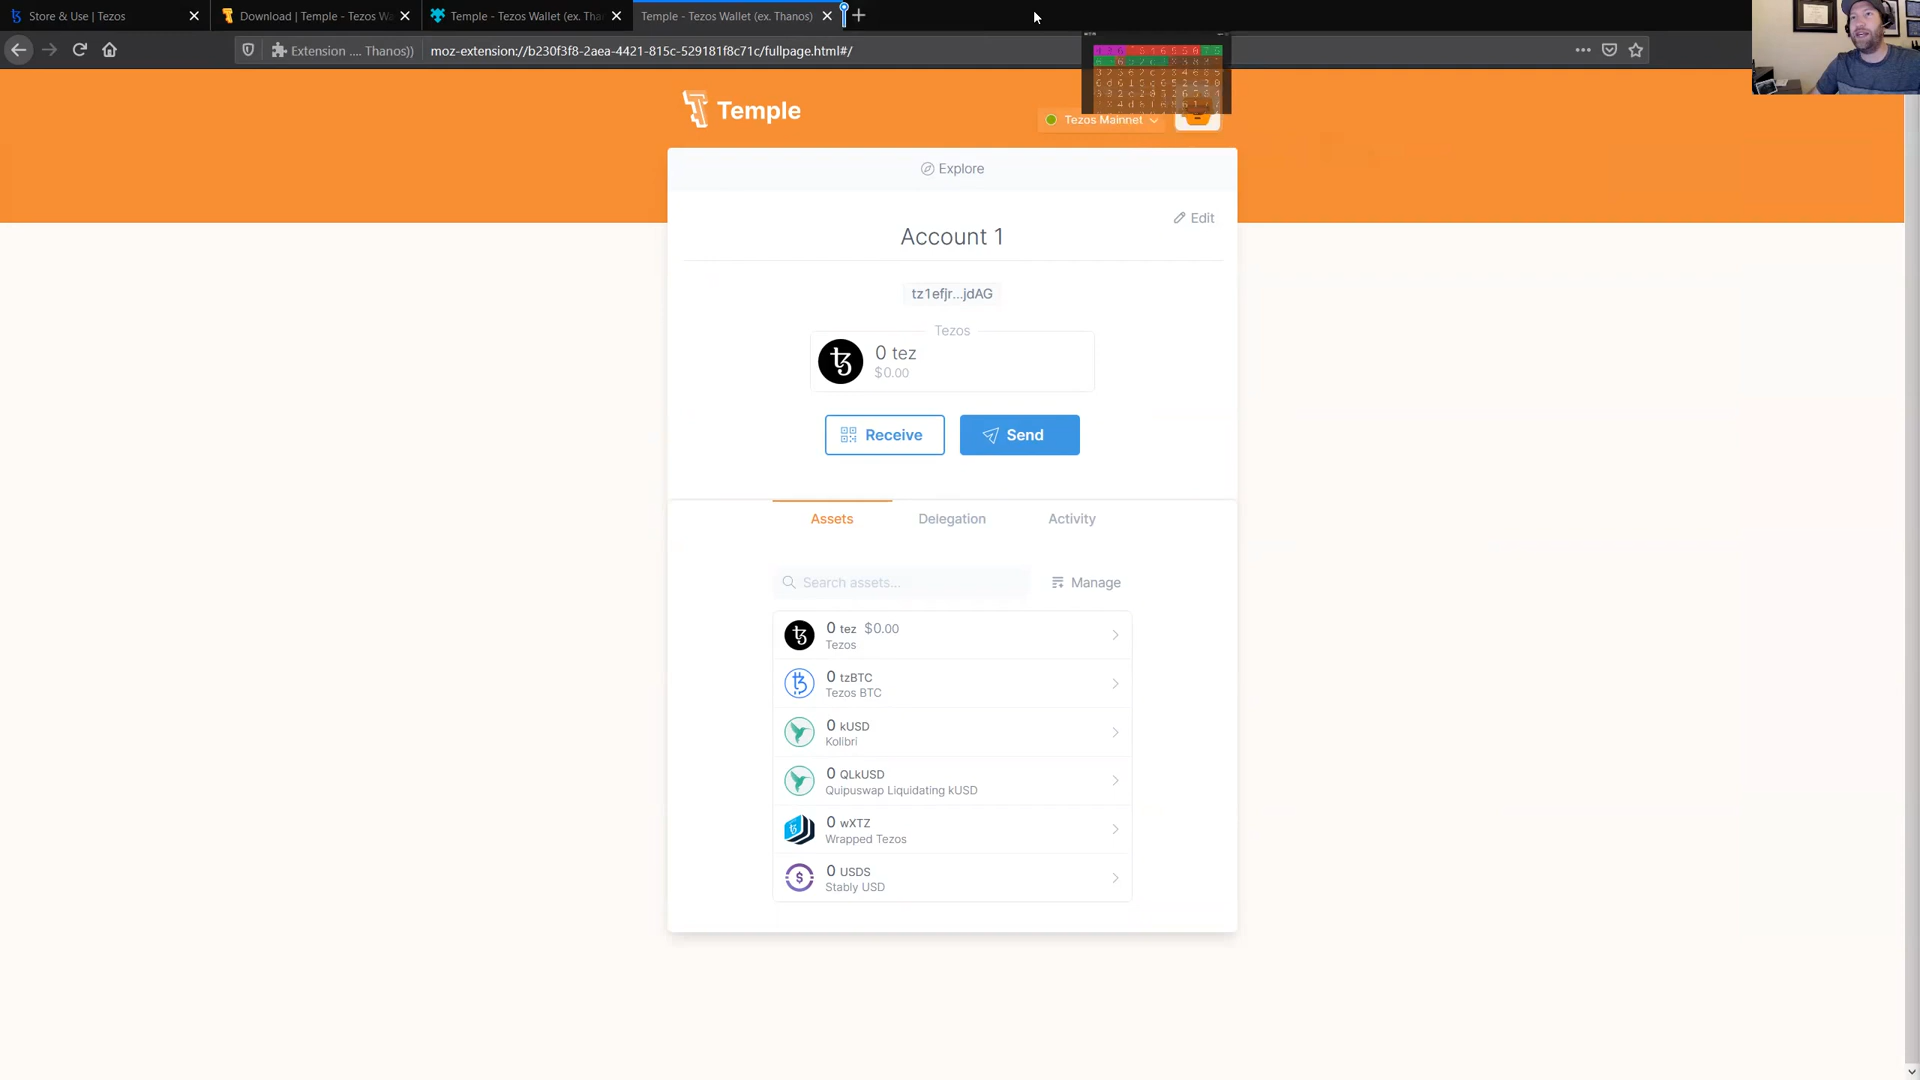 Store & Use | Tezos
Download | Temple - Tezos Wa
Temple - Tezos Wallet (ex. Than
Temple - Tezos Wallet (ex. Thanos)
Extension .... Thanos))
moz-extension://b230f3f8-2aea-4421-815c-529181f8c71c/fullpage.html#/
Temple
Tezos Mainnet
Explore
Edit
Account 1
tz1efjr...jdAG
Tezos
0 tez
$0.00
Receive
Send
Assets
Delegation
Activity
Search assets...
Manage
0 tez $0.00
Tezos
0 tzBTC
Tezos BTC
0 kUSD
Kolibri
0 QLkUSD
Quipuswap Liquidating kUSD
0 wXTZ
Wrapped Tezos
0 USDS
Stably USD